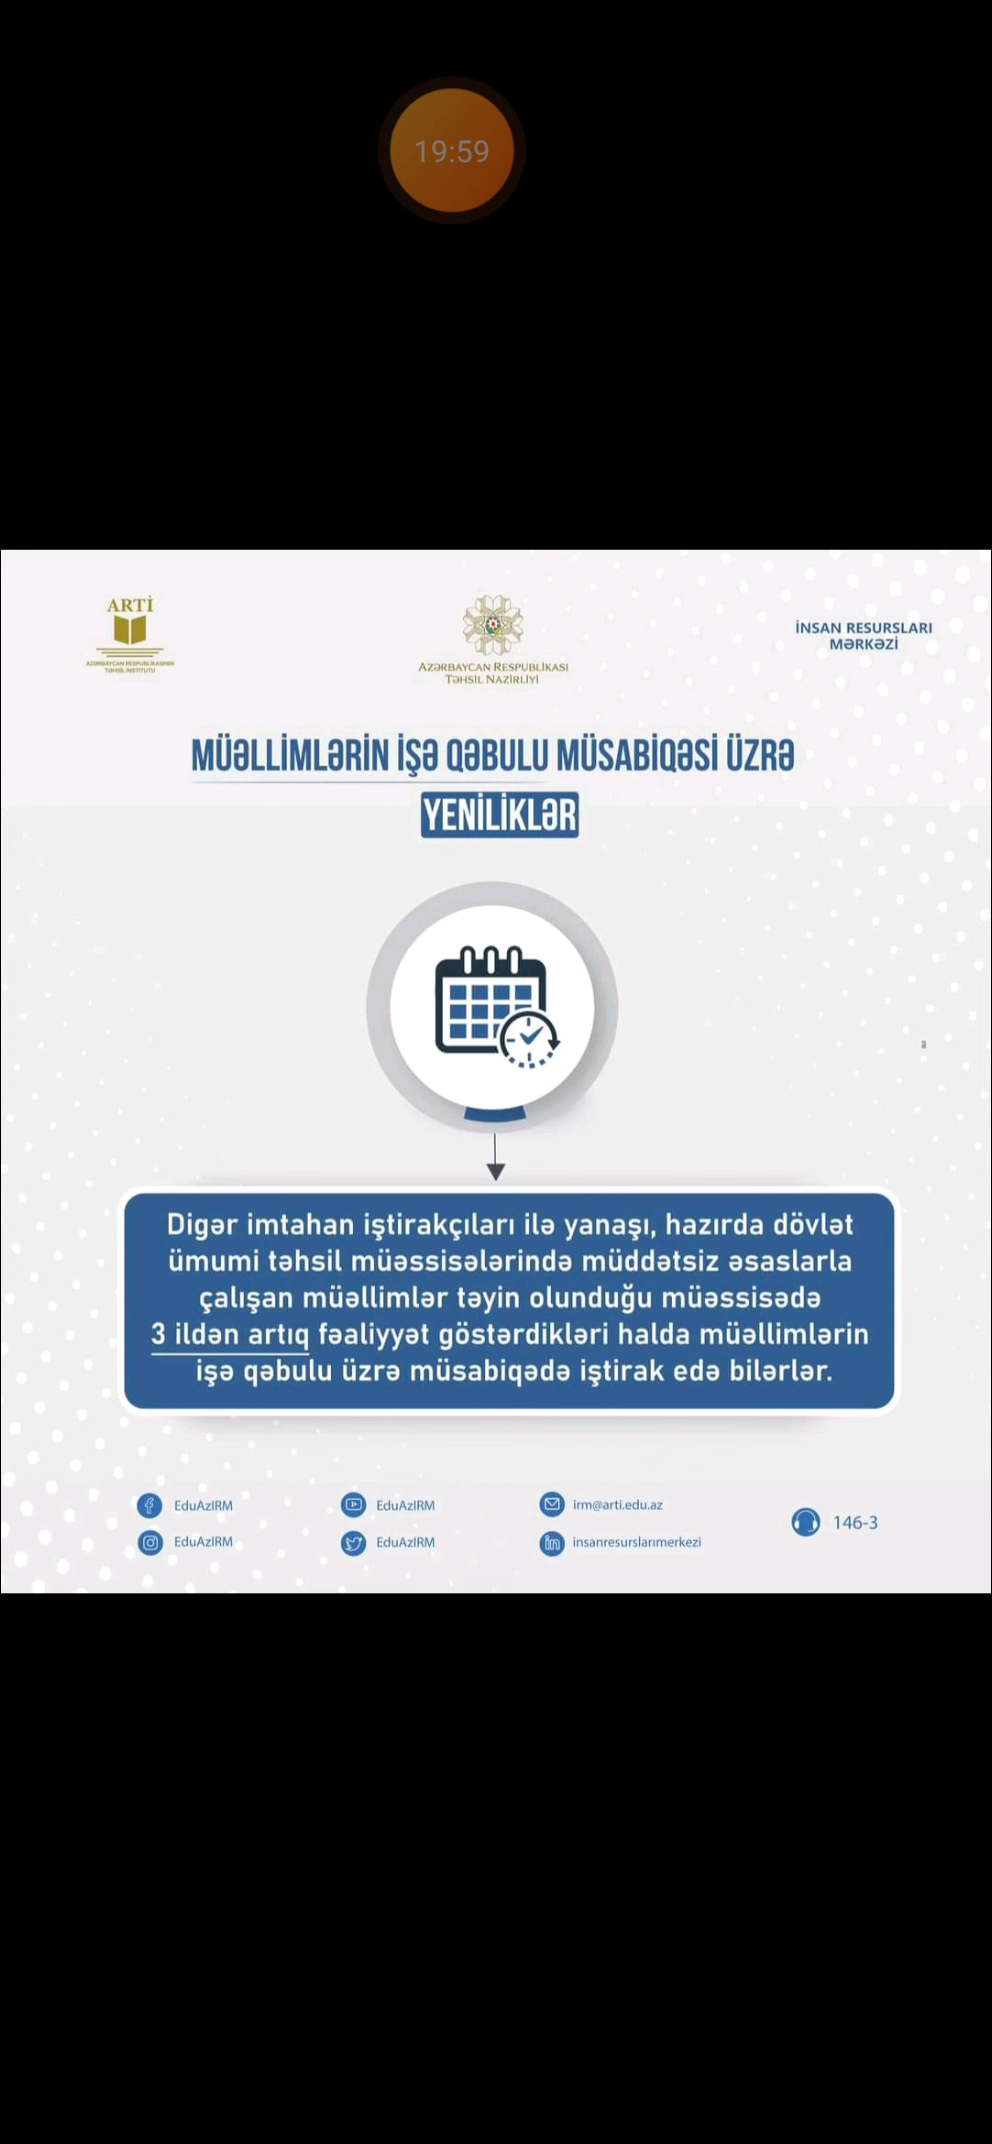 19:59
ARTİ
AZƏRBAYCAN RESPUBLİKASININ
TƏHSİL İNSTİTUTU
AZƏRBAYCAN RESPUBLİKASI
TƏHSİL NAZİRLİYİ
İNSAN RESURSLARI
MƏRKƏZİ
MÜƏLLİMLƏRİN İŞƏ QƏBULU MÜSABİQƏSİ ÜZRƏ
YENİLİKLƏR
Digər imtahan iştirakçıları ilə yanaşı, hazırda dövlət
ümumi təhsil müəssisələrində müddətsiz əsaslarla
çalışan müəllimlər təyin olunduğu müəssisədə
3 ildən artıq fəaliyyət göstərdikləri halda müəllimlərin
işə qəbulu üzrə müsabiqədə iştirak edə bilərlər.
EduAzIRM
EduAzIRM
irm@arti.edu.az
146-3
EduAzIRM
EduAzIRM
insanresurslarımerkezi